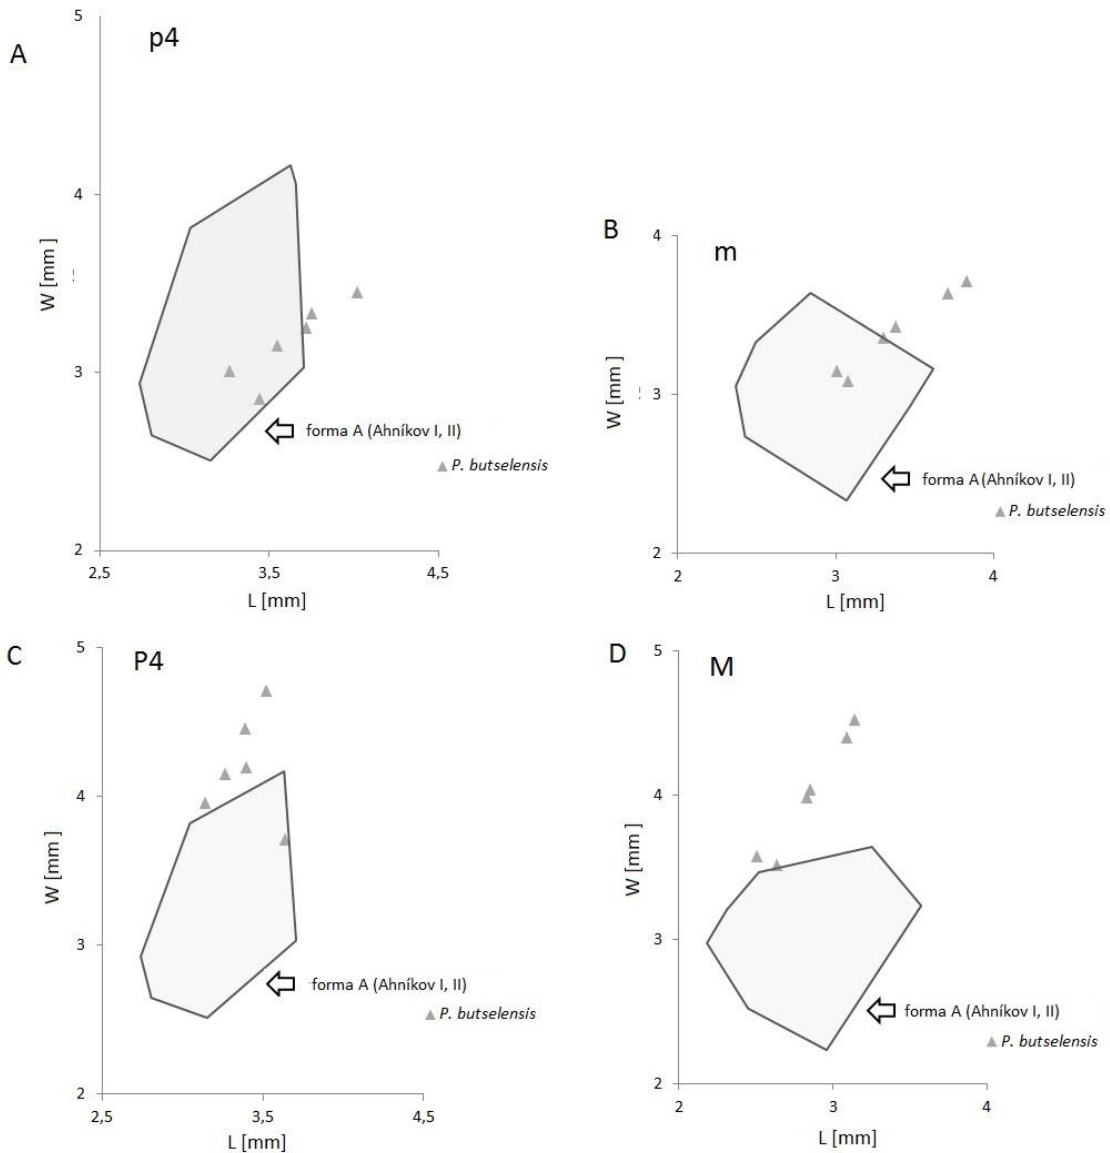 A
p4
5
4
3
2
W [mm ]
2,5
3,5
4,5
L [mm]
forma A (Ahníkov I, II)
P. butselensis
B
m
4
3
2
W [mm ]
2
3
4
L [mm]
forma A (Ahníkov I, II)
P. butselensis
C
P4
5
4
3
2
W [mm ]
2,5
3,5
4,5
L [mm]
forma A (Ahníkov I, II)
P. butselensis
D
M
5
4
3
2
W [mm ]
2
3
4
L [mm]
forma A (Ahníkov I, II)
P. butselensis